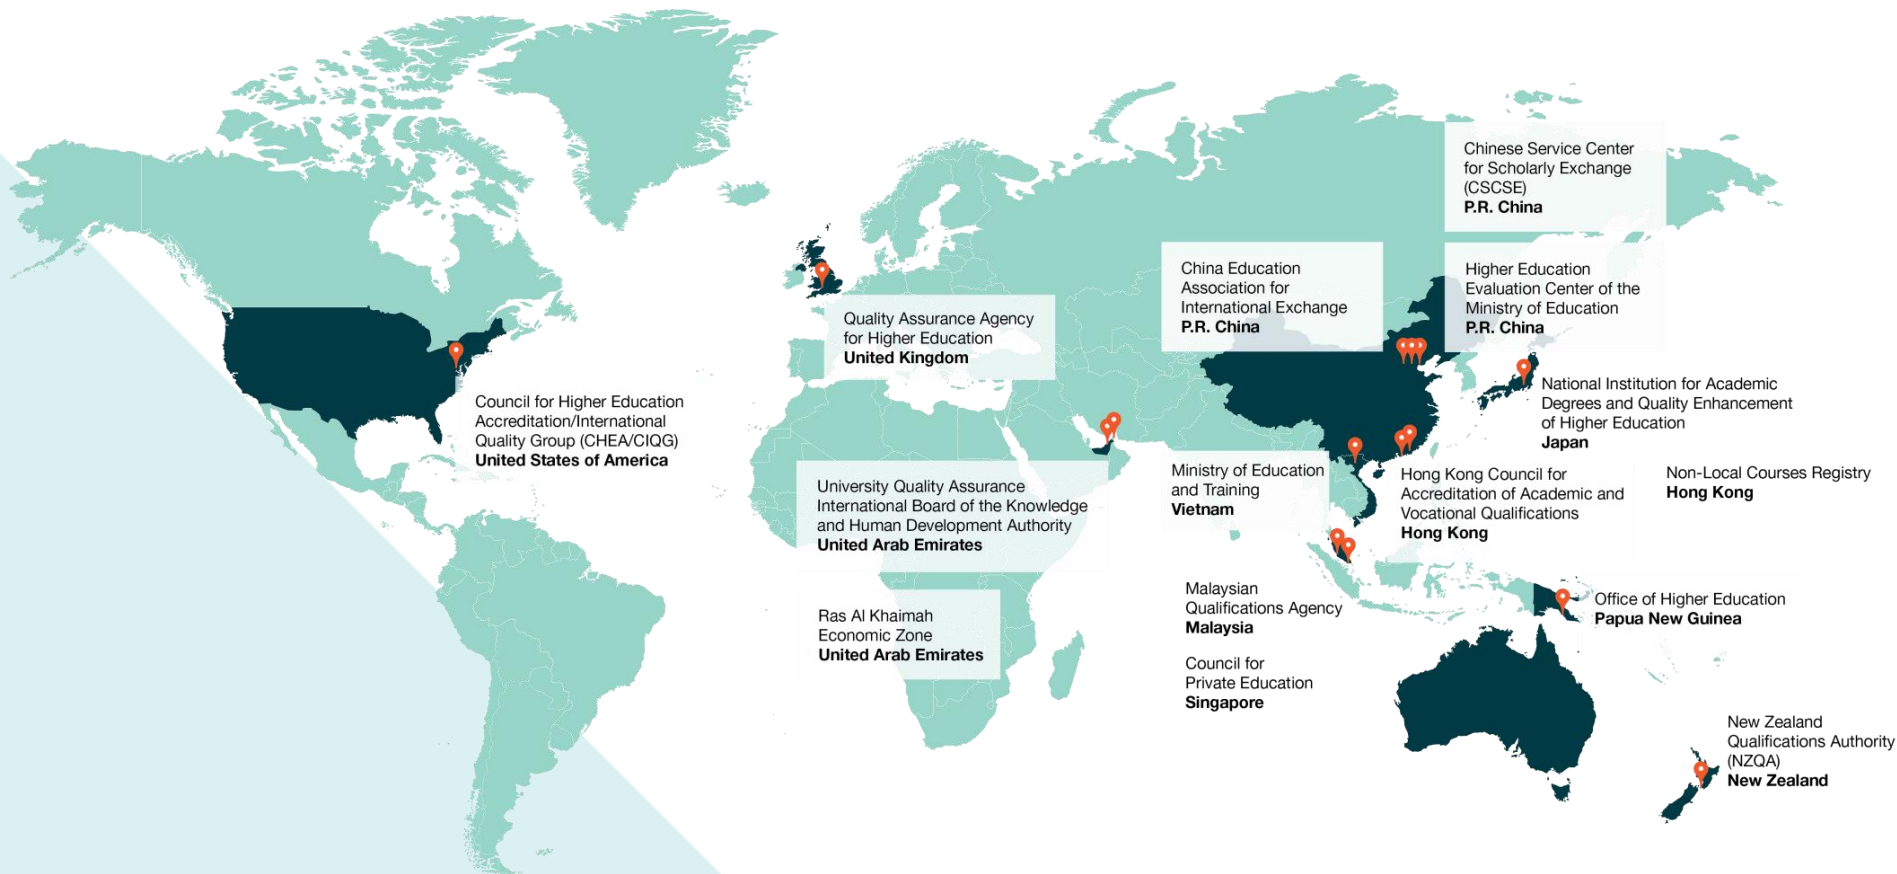 Chinese Service Center
for Scholarly Exchange
(CSCSE)
P.R. China
China Education
Association for
International Exchange
P.R. China
Higher Education
Evaluation Center of the
Ministry of Education
P.R. China
Quality Assurance Agency
for Higher Education
United Kingdom
National Institution for Academic
Degrees and Quality Enhancement
of Higher Education
Japan
Council for Higher Education
Accreditation/International
Quality Group (CHEA/CIQG)
United States of America
University Quality Assurance
International Board of the Knowledge
and Human Development Authority
United Arab Emirates
Ministry of Education
and Training
Vietnam
Hong Kong Council for
Accreditation of Academic and
Vocational Qualifications
Hong Kong
Non-Local Courses Registry
Hong Kong
Ras Al Khaimah
Economic Zone
United Arab Emirates
Malaysian
Qualifications Agency
Malaysia
Office of Higher Education
Papua New Guinea
Council for
Private Education
Singapore
New Zealand
Qualifications Authority
(NZQA)
New Zealand